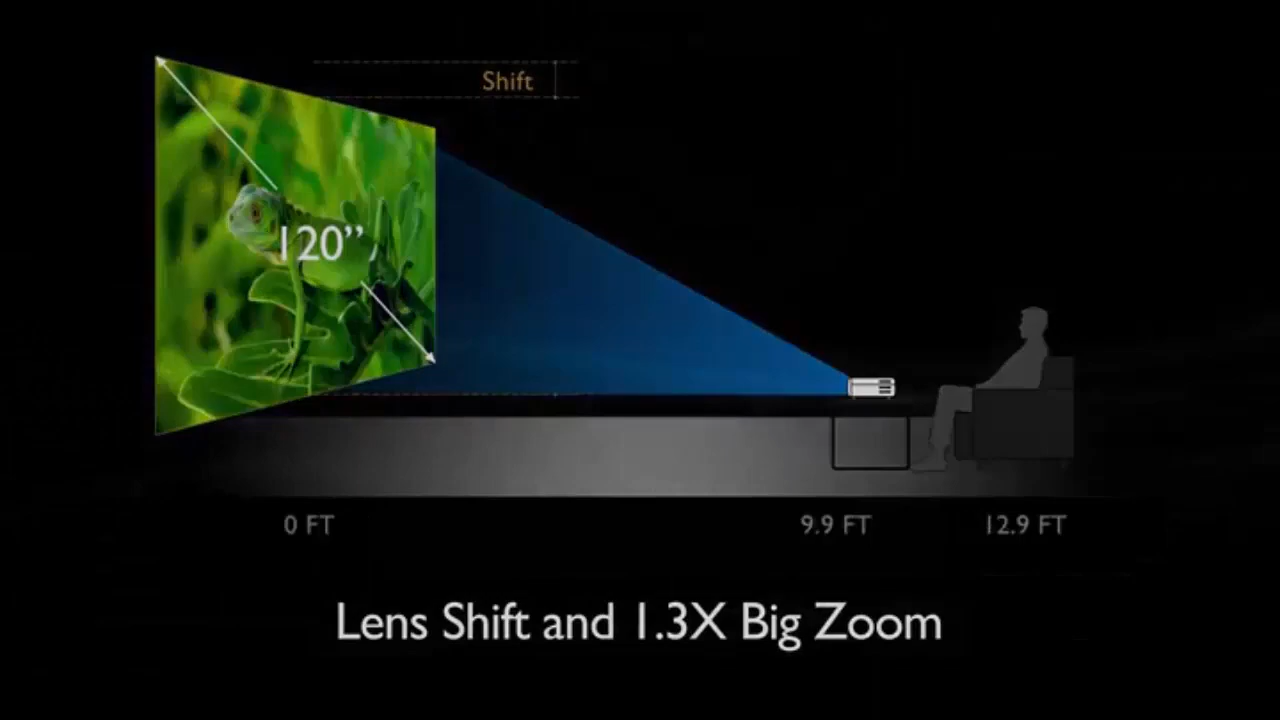 Shift
120”
0 FT
9.9 FT
12.9 FT
Lens Shift and 1.3X Big Zoom